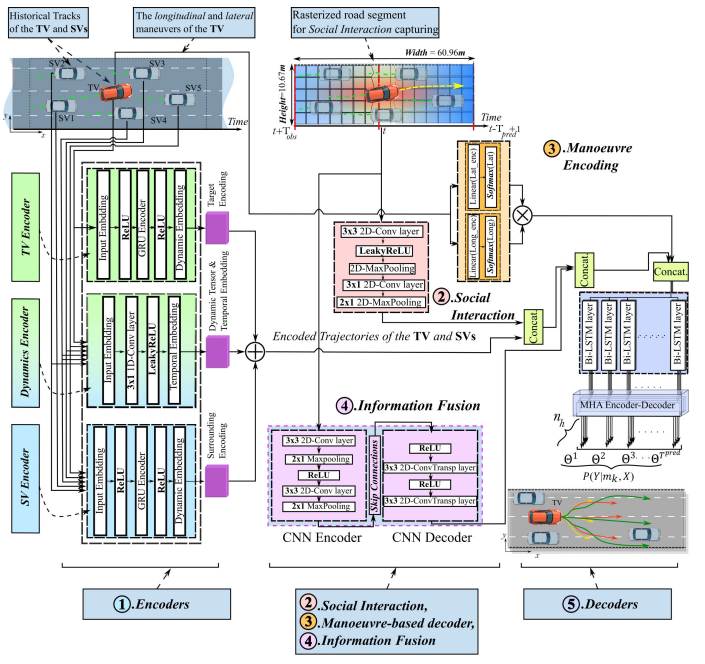 Historical Tracks
of the TV and SVs
The longitudinal and lateral
maneuvers of the TV
Rasterized road segment
for Social Interaction capturing
Width = 60.96m
Height=10.67m
SV2
SV3
TV
SV5
SV1
SV4
y
x
Time
Time
t+T_obs
t
t-T_pred+1
3.Manoeuvre
Encoding
Linear(Lat_enc)
Softmax(Lat)
Linear(Long_enc)
Softmax(Long)
TV Encoder
Input Embedding
ReLU
GRU Encoder
ReLU
Dynamic Embedding
Target
Encoding
3x3 2D-Conv layer
LeakyReLU
2D-MaxPooling
3x1 2D-Conv layer
2x1 2D-MaxPooling
2.Social
Interaction
Concat.
Concat.
Concat.
Dynamics Encoder
Input Embedding
3x1 1D-Conv layer
LeakyReLU
Temporal Embedding
Dynamic Tensor &
Temporal Embedding
Encoded Trajectories of the TV and SVs
Bi-LSTM layer
Bi-LSTM layer
Bi-LSTM layer
Bi-LSTM layer
MHA Encoder-Decoder
n_h
Θ^1 Θ^2 Θ^3 . . . Θ^T^pred
P(Y|m_k, X)
SV Encoder
Input Embedding
ReLU
GRU Encoder
ReLU
Dynamic Embedding
Surrounding
Encoding
4.Information Fusion
3x3 2D-Conv layer
2x1 Maxpooling
ReLU
3x3 2D-Conv layer
2x1 MaxPooling
Skip Connections
ReLU
3x3 2D-ConvTransp layer
ReLU
3x3 2D-ConvTransp layer
CNN Encoder
CNN Decoder
TV
y
x
1.Encoders
2.Social Interaction,
3.Manoeuvre-based decoder,
4.Information Fusion
5.Decoders